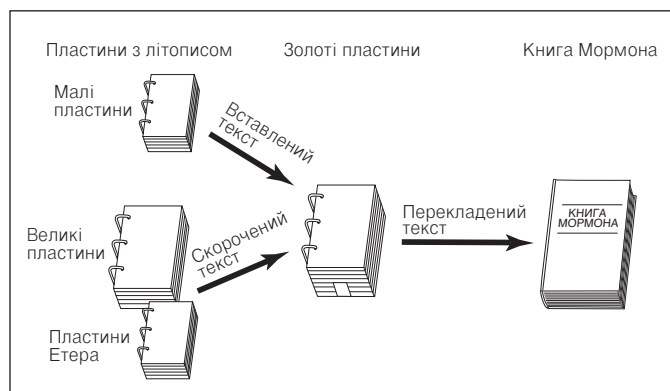 Пластини з літописом
Золоті пластини
Книга Мормона
Малі
пластини
Вставлений
текст
Великі
пластини
Скорочений
текст
Перекладений
текст
КНИГА
МОРМОНА
Пластини
Етера